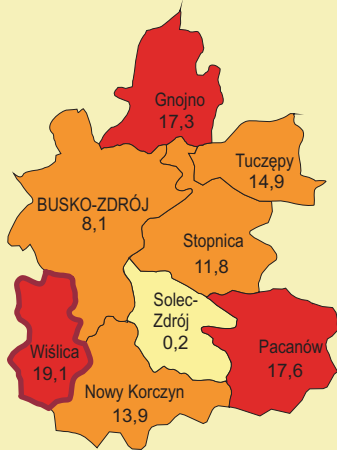 Gnojno
17,3
Tuczępy
14,9
BUSKO-ZDRÓJ
8,1
Stopnica
11,8
Solec-
Zdrój
0,2
Wiślica
19,1
Pacanów
17,6
Nowy Korczyn
13,9